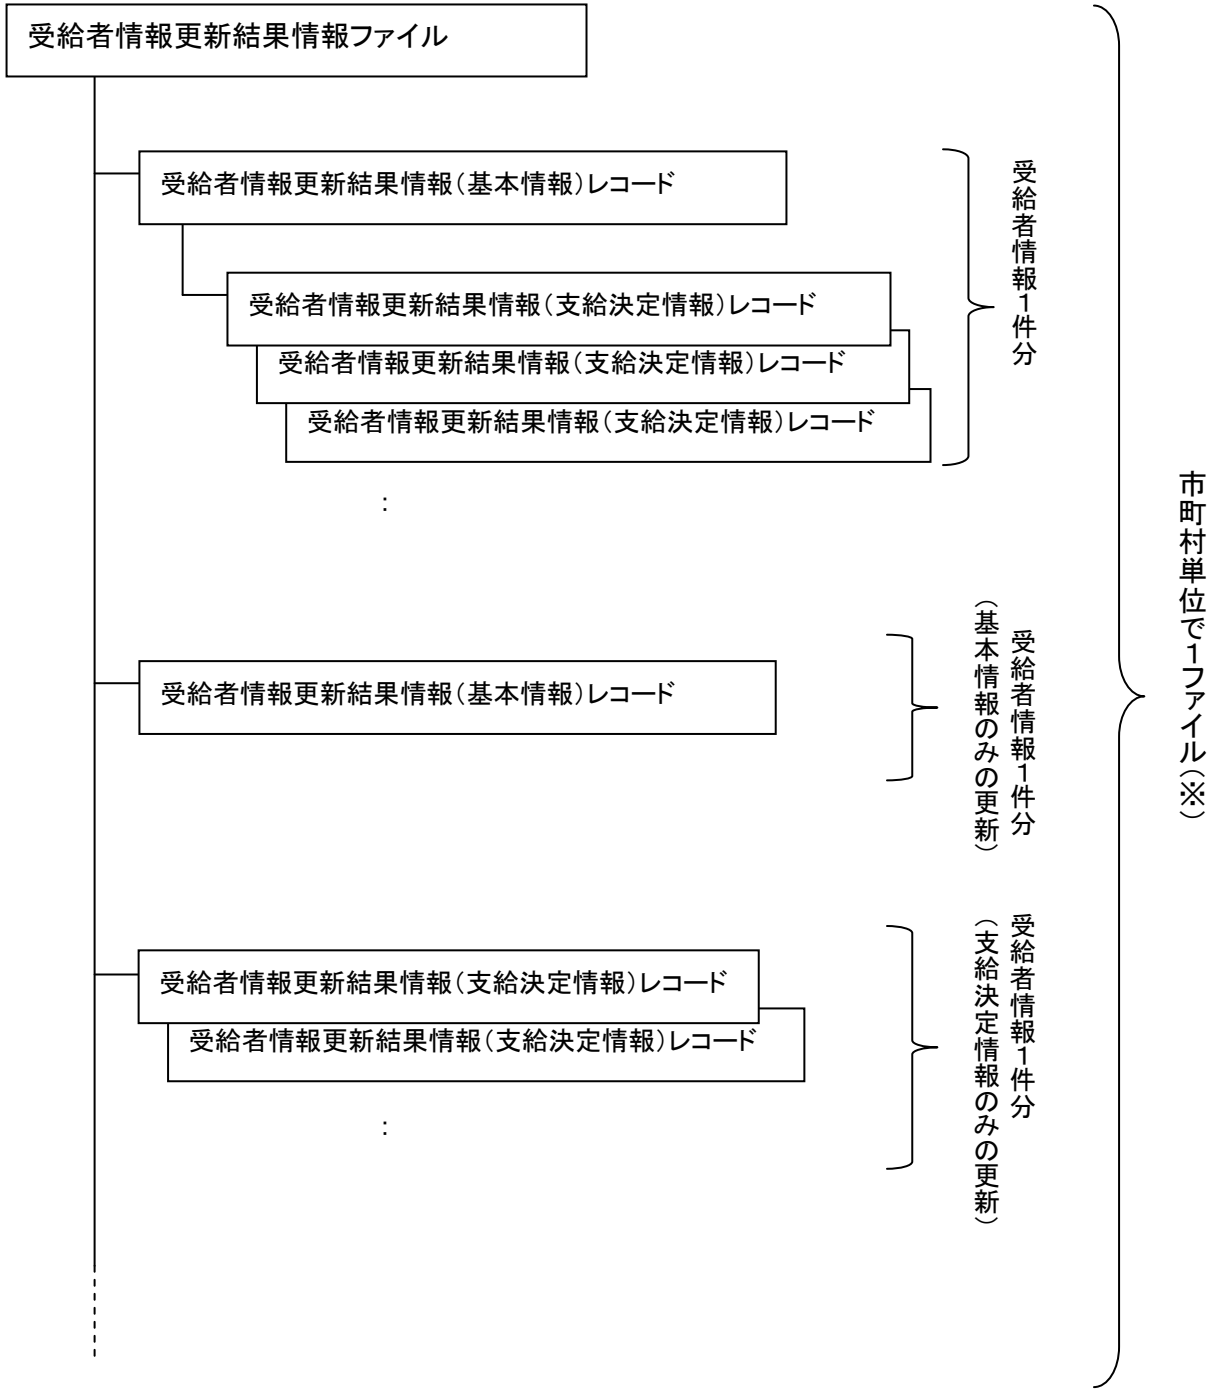 受給者情報更新結果情報ファイル
受給者情報更新結果情報（基本情報）レコード
受給者情報更新結果情報（支給決定情報）レコード
受給者情報更新結果情報（支給決定情報）レコード
受給者情報更新結果情報（支給決定情報）レコード
：
受給者情報１件分
受給者情報更新結果情報（基本情報）レコード
受給者情報１件分
（基本情報のみの更新）
受給者情報更新結果情報（支給決定情報）レコード
受給者情報更新結果情報（支給決定情報）レコード
：
受給者情報１件分
（支給決定情報のみの更新）
市町村単位で１ファイル（※）